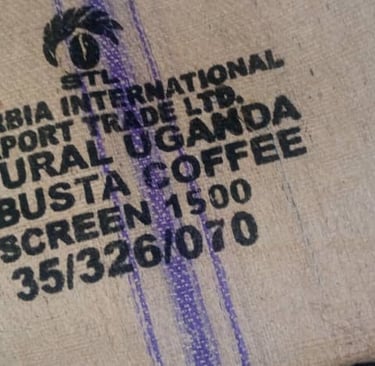 STL
RBIA INTERNATIONAL
PORT TRADE LTD.
URAL UGANDA
BUSTA COFFEE
SCREEN 1500
35/326/070